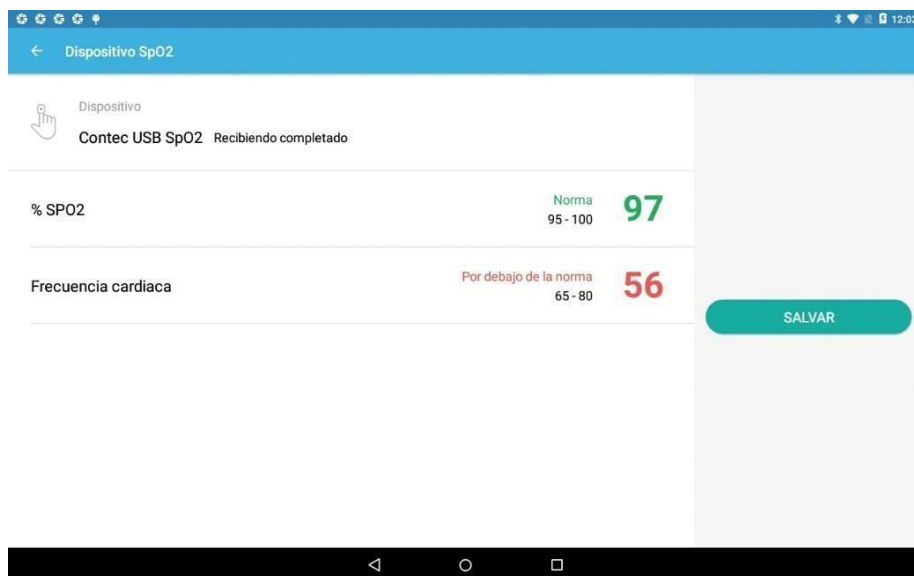 12:02
Dispositivo SpO2
Dispositivo
Contec USB SpO2 Recibiendo completado
% SPO2
Norma
95 - 100
97
Frecuencia cardiaca
Por debajo de la norma
65 - 80
56
SALVAR